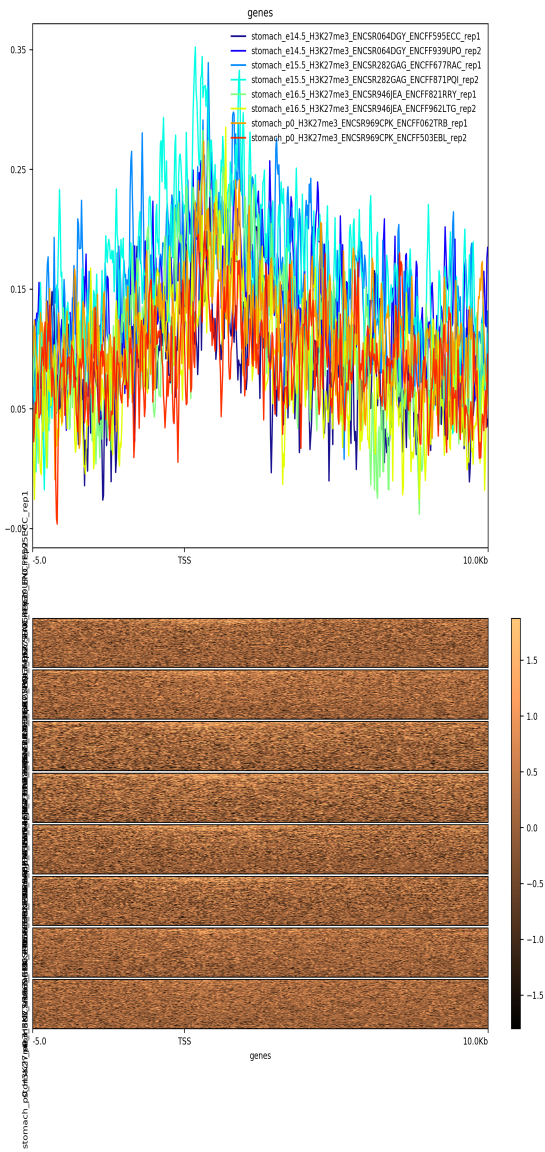 genes
stomach_e14.5_H3K27me3_ENCSR064DGY_ENCFF595ECC_rep1
stomach_e14.5_H3K27me3_ENCSR064DGY_ENCFF939UPO_rep2
stomach_e15.5_H3K27me3_ENCSR282GAG_ENCFF677RAC_rep1
stomach_e15.5_H3K27me3_ENCSR282GAG_ENCFF871PQI_rep2
stomach_e16.5_H3K27me3_ENCSR946JEA_ENCFF821RRY_rep1
stomach_e16.5_H3K27me3_ENCSR946JEA_ENCFF962LTG_rep2
stomach_p0_H3K27me3_ENCSR969CPK_ENCFF062TRB_rep1
stomach_p0_H3K27me3_ENCSR969CPK_ENCFF503EBL_rep2
0.35
0.25
0.15
0.05
−0.05
-5.0 TSS 10.0Kb
1.5
1.0
0.5
0.0
−0.5
−1.0
−1.5
-5.0 TSS 10.0Kb
genes